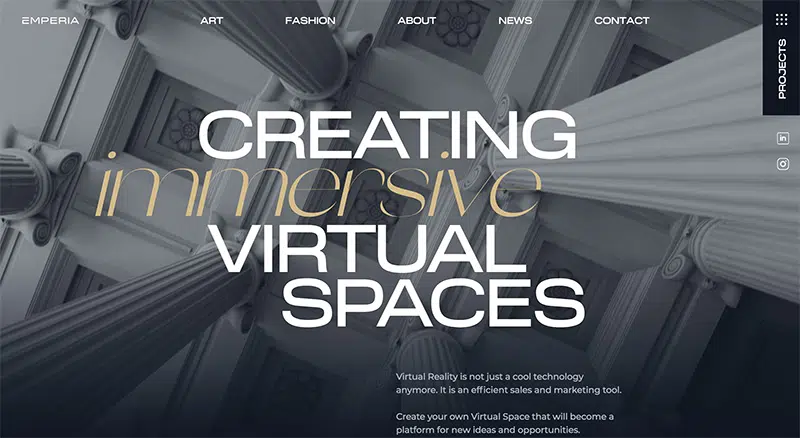 EMPERIA
ART
FASHION
ABOUT
NEWS
CONTACT
PROJECTS
in
CREATING
immersive
VIRTUAL
SPACES
Virtual Reality is not just a cool technology
anymore. It is an efficient sales and marketing tool.
Create your own Virtual Space that will become a
platform for new ideas and opportunities.